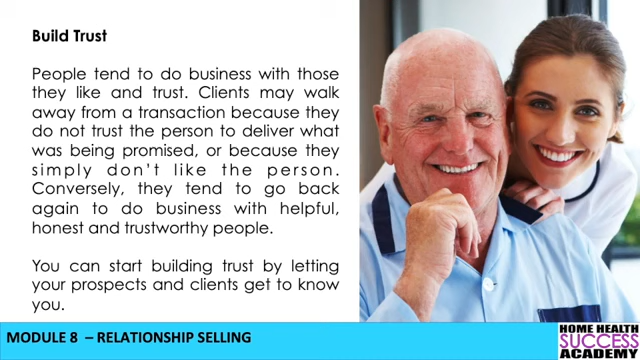 Build Trust
People tend to do business with those
they like and trust. Clients may walk
away from a transaction because they
do not trust the person to deliver what
was being promised, or because they
simply don't like the person.
Conversely, they tend to go back
again to do business with helpful,
honest and trustworthy people.
You can start building trust by letting
your prospects and clients get to know
you.
MODULE 8 – RELATIONSHIP SELLING
HOME HEALTH
SUCCESS
ACADEMY